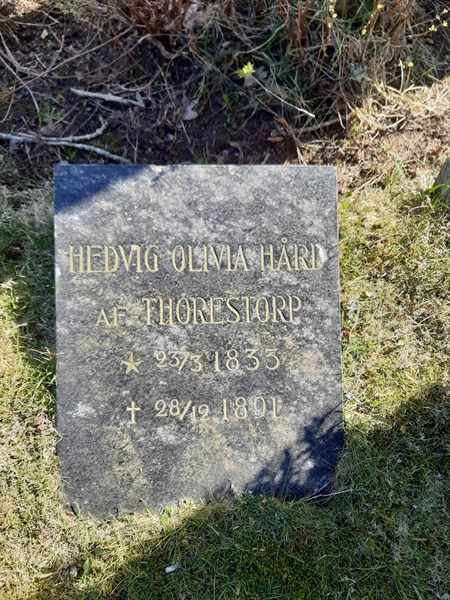 HEDVIG OLIVIA HÅRD
AF THORESTORP
★ 23/3 1833
✝ 28/12 1891